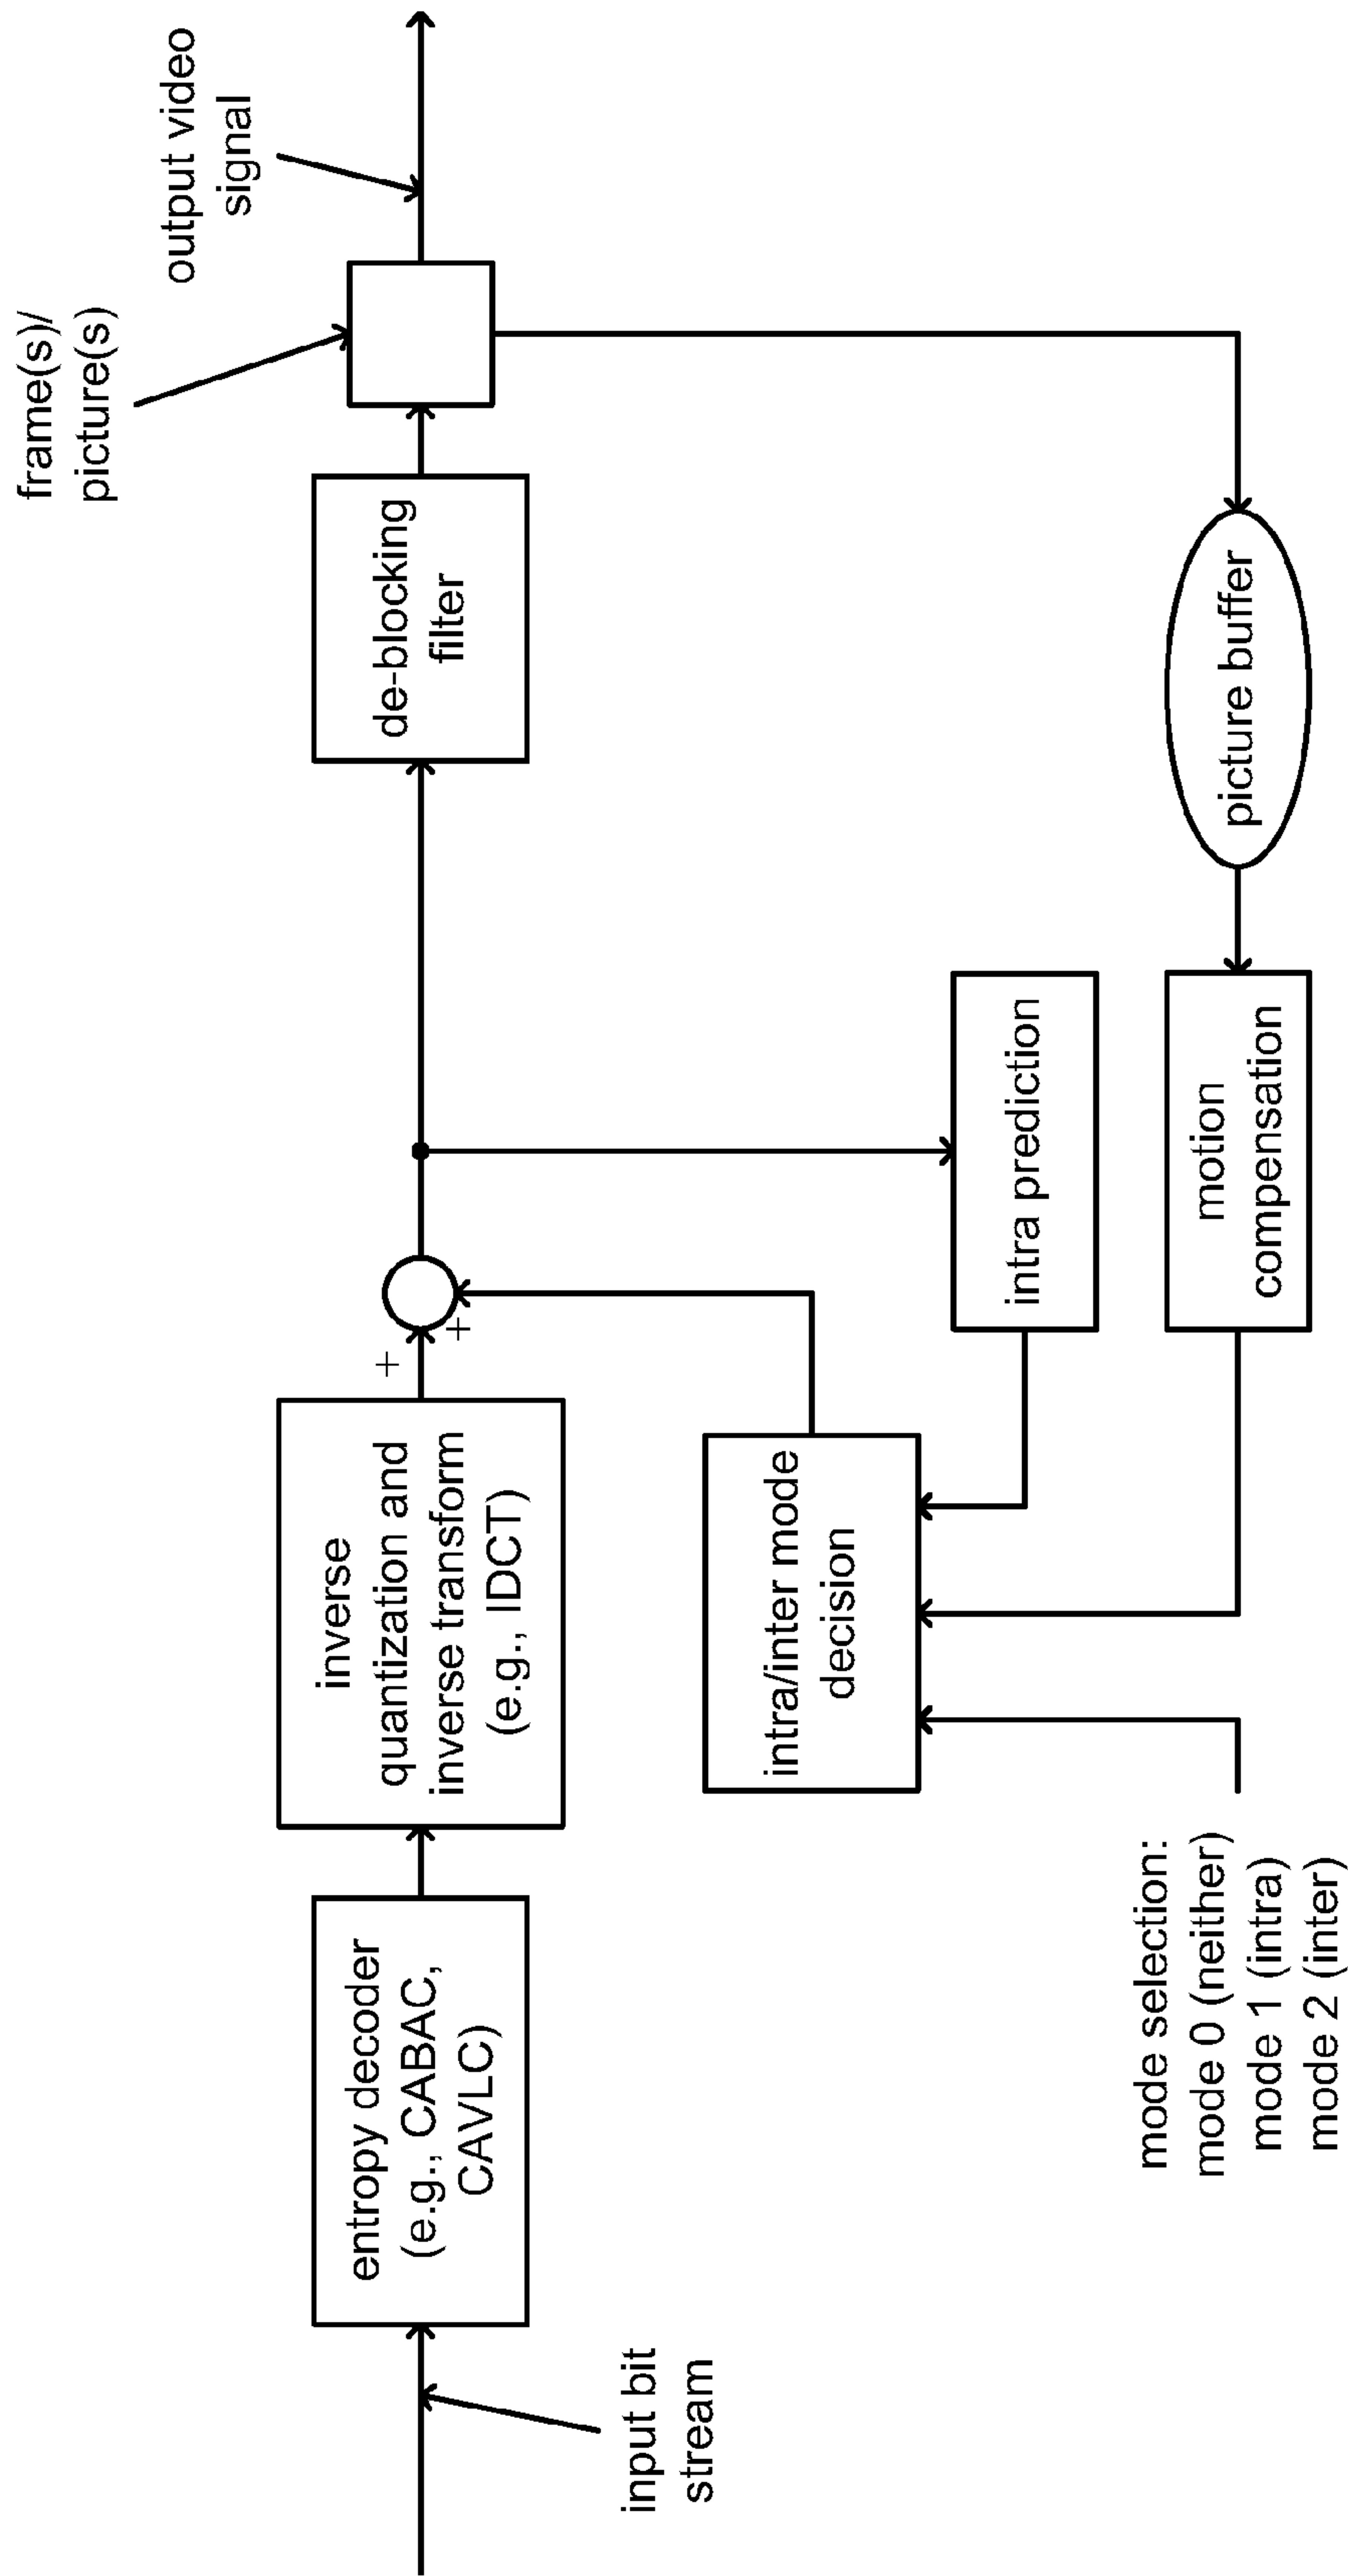 frame(s)/
picture(s)
output video
signal
input bit
stream
entropy decoder
(e.g., CABAC,
CAVLC)
inverse
quantization and
inverse transform
(e.g., IDCT)
+
+
de-blocking
filter
intra/inter mode
decision
intra prediction
motion
compensation
picture buffer
mode selection:
mode 0 (neither)
mode 1 (intra)
mode 2 (inter)